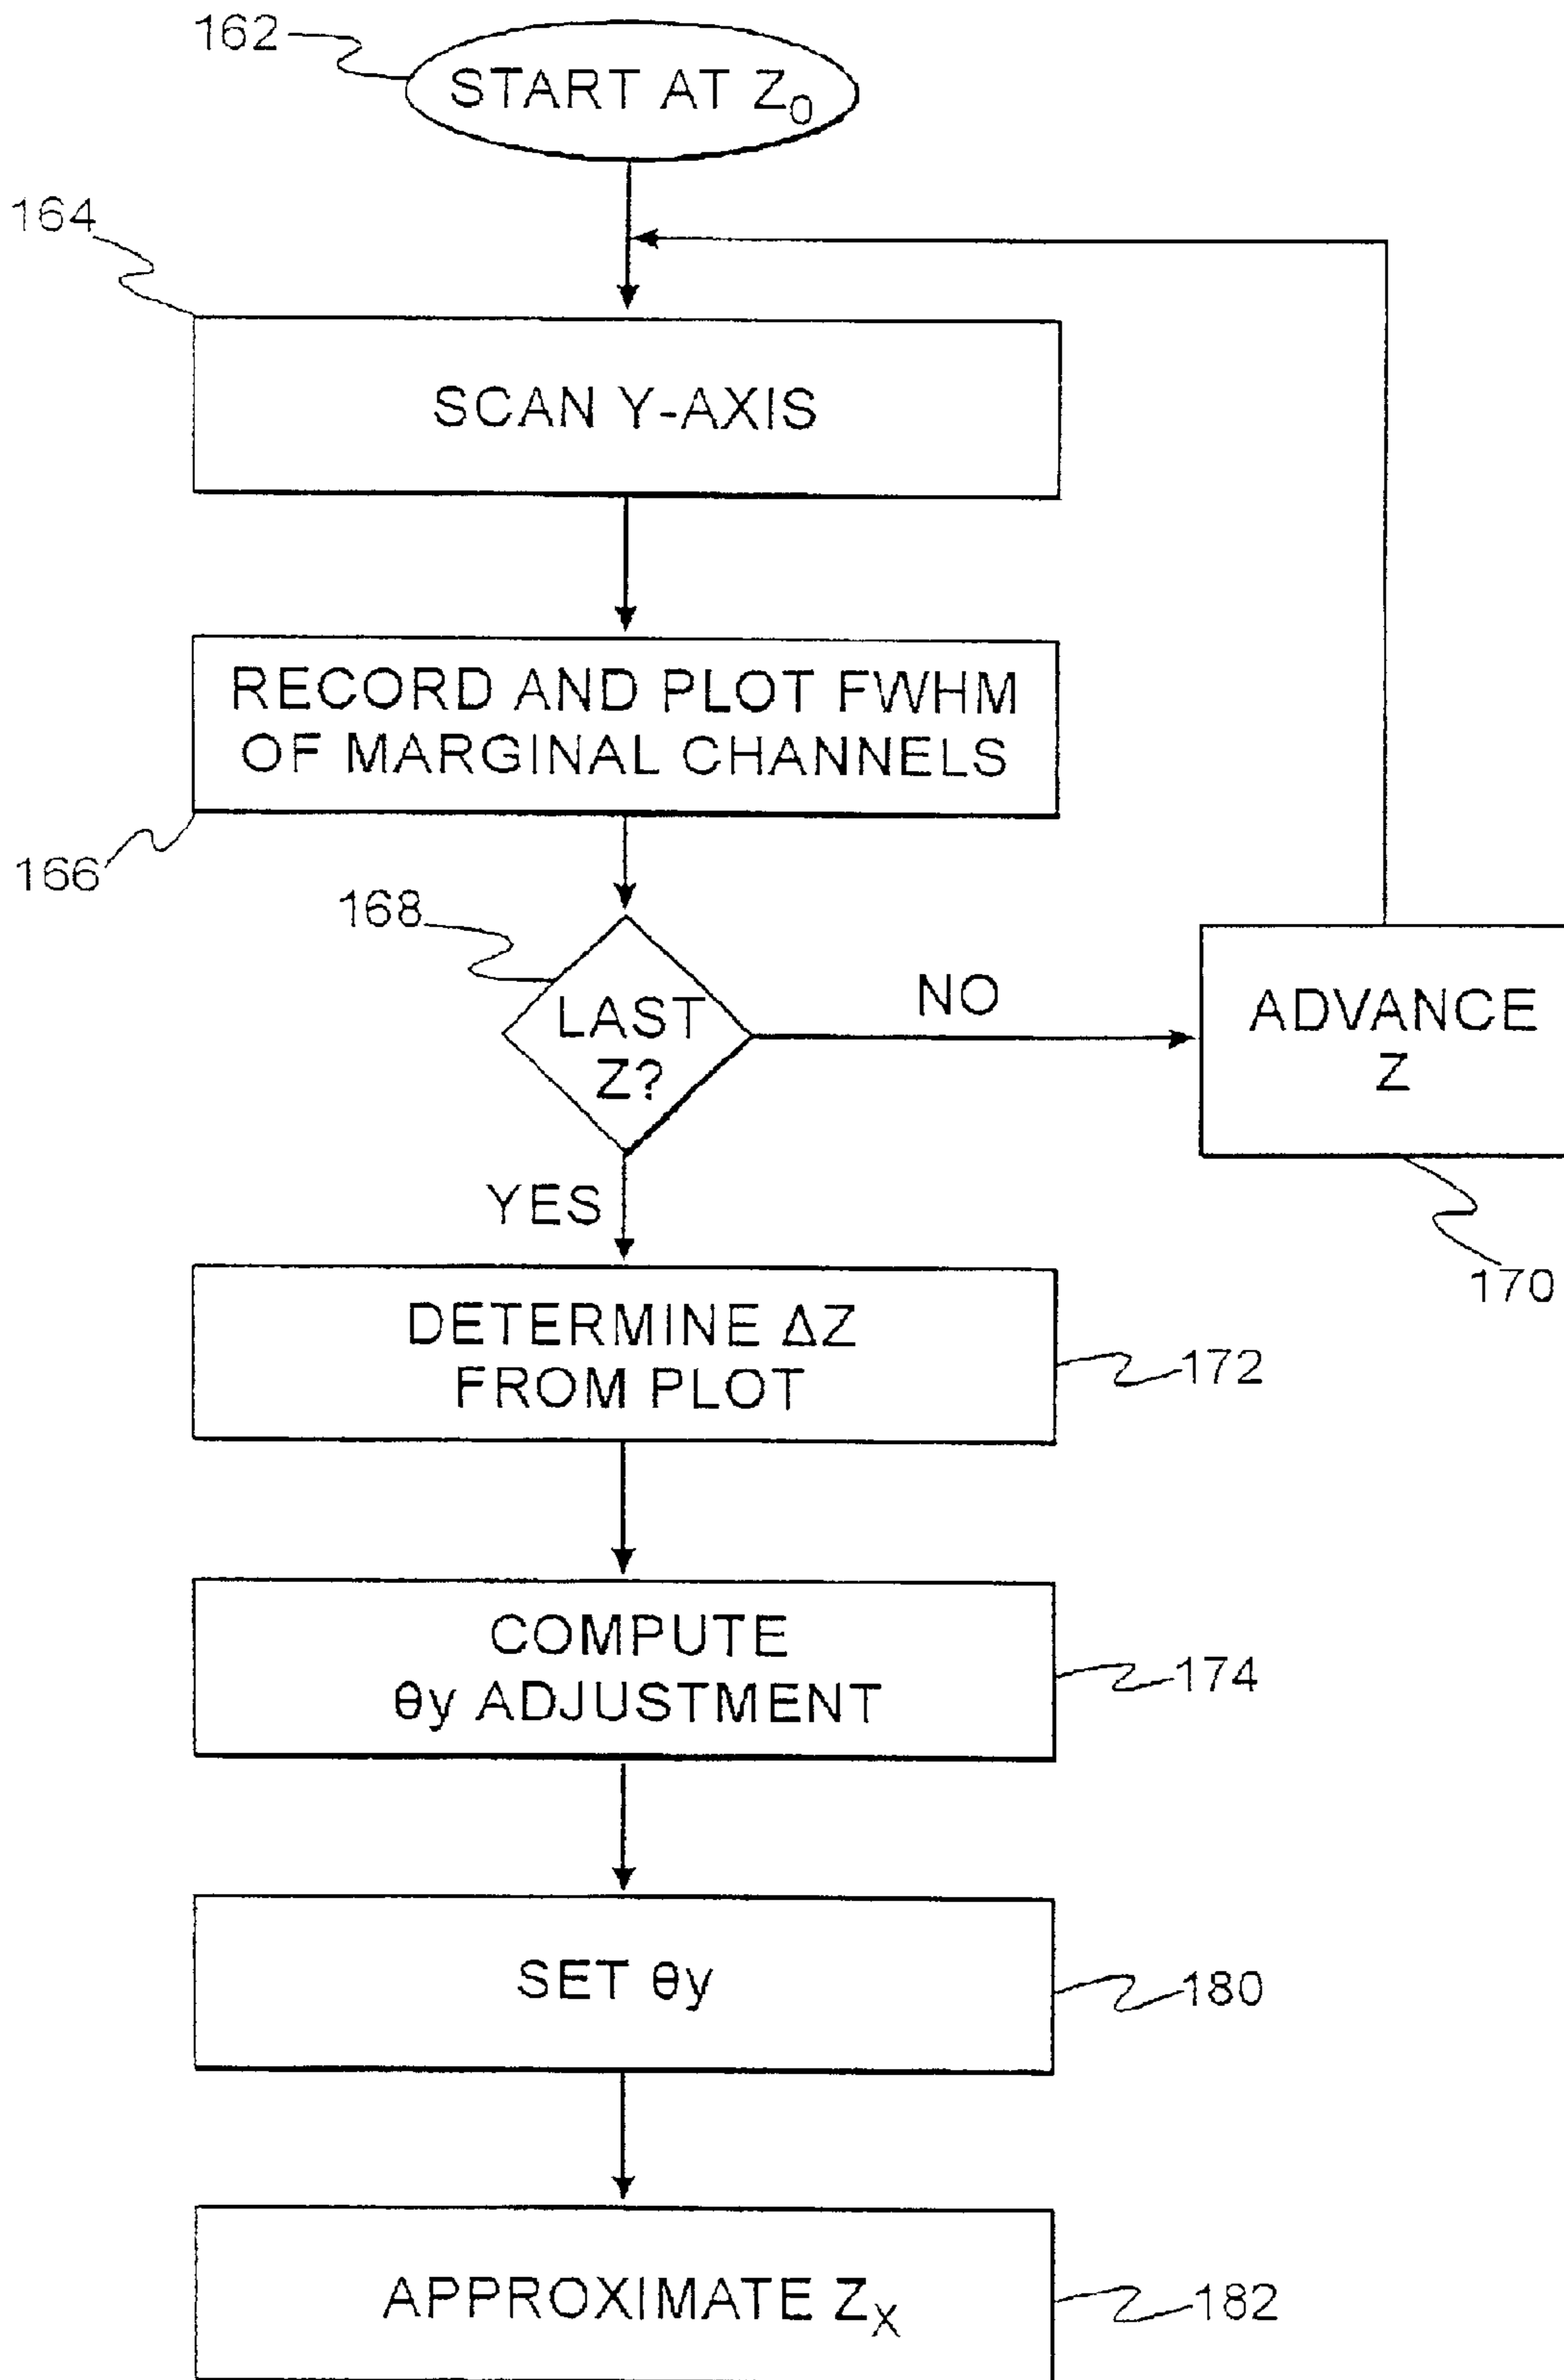 162
START AT Z₀
164
SCAN Y-AXIS
RECORD AND PLOT FWHM
OF MARGINAL CHANNELS
166
168
LAST
Z?
NO
ADVANCE
Z
170
YES
DETERMINE ΔZ
FROM PLOT
172
COMPUTE
θy ADJUSTMENT
174
SET θy
180
APPROXIMATE Zₓ
182